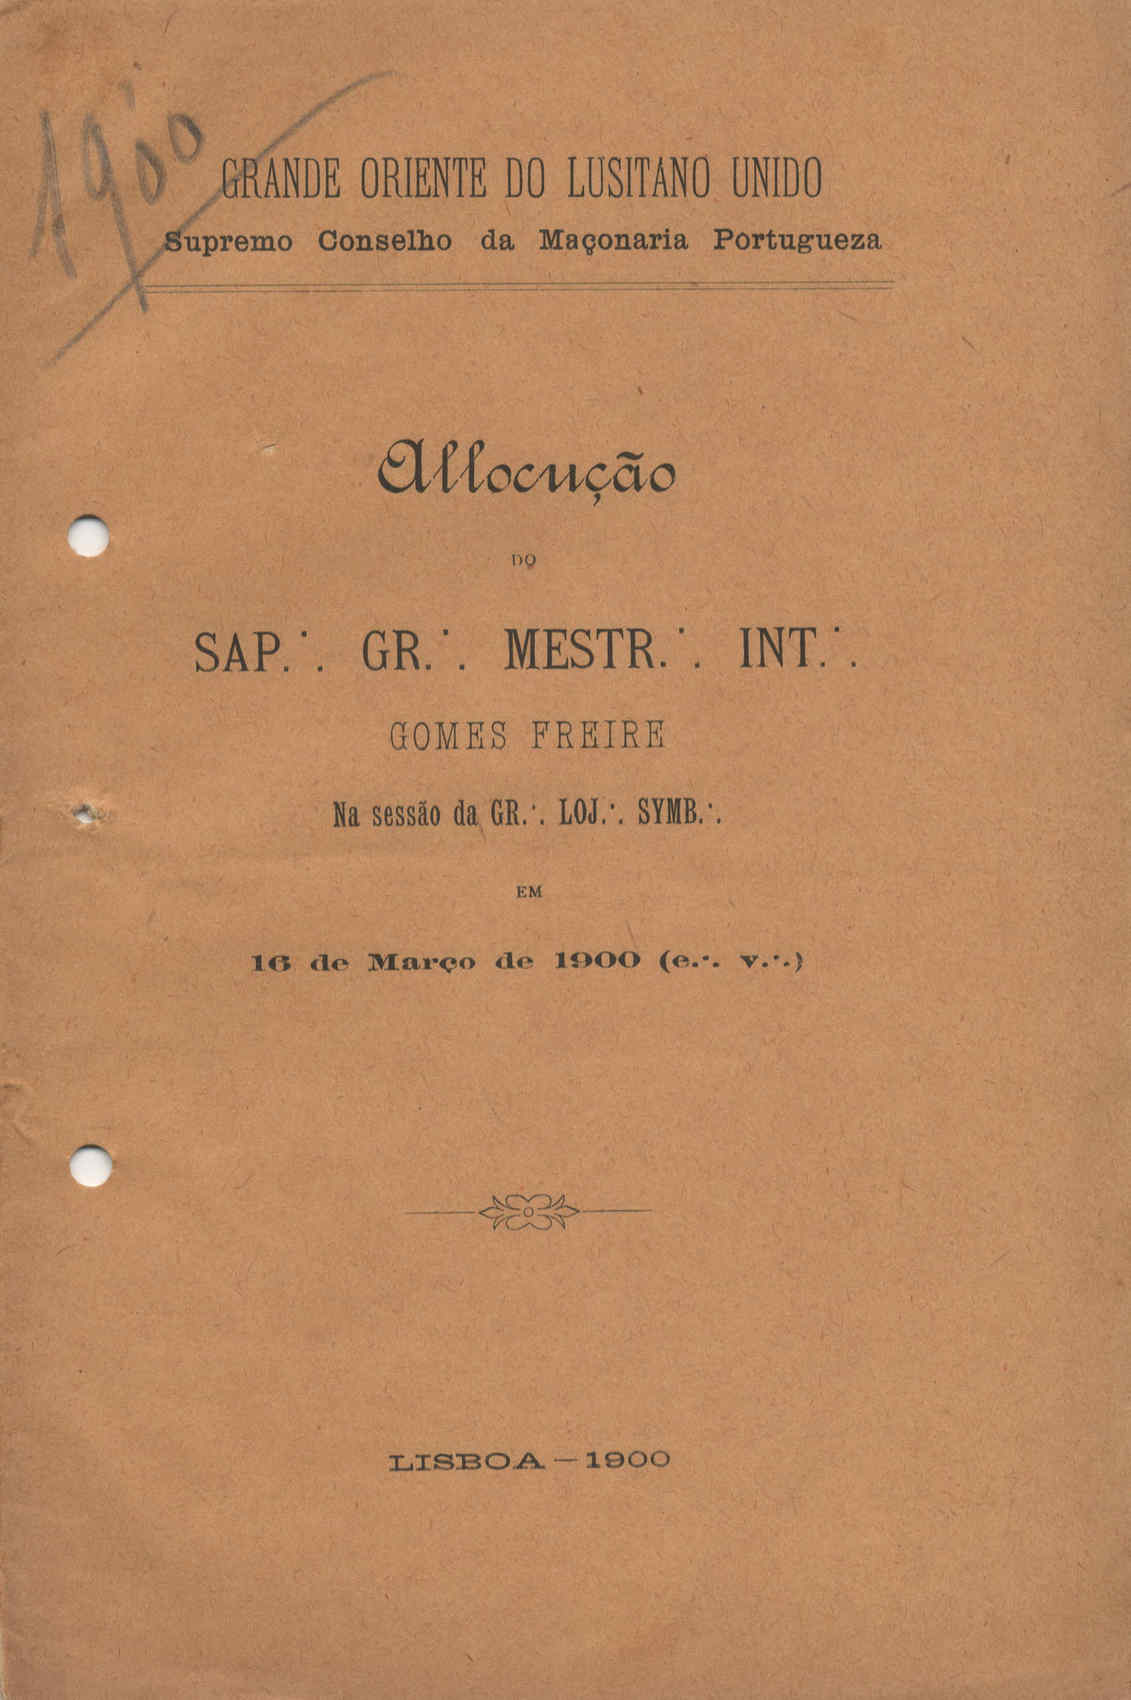 1900
GRANDE ORIENTE DO LUSITANO UNIDO
Supremo Conselho da Maçonaria Portugueza
Allocução
DO
SAP.·. GR.·. MESTR.·. INT.·.
GOMES FREIRE
Na sessão da GR.·. LOJ.·. SYMB.·.
EM
16 de Março de 1900 (e.·. v.·.)
LISBOA — 1900